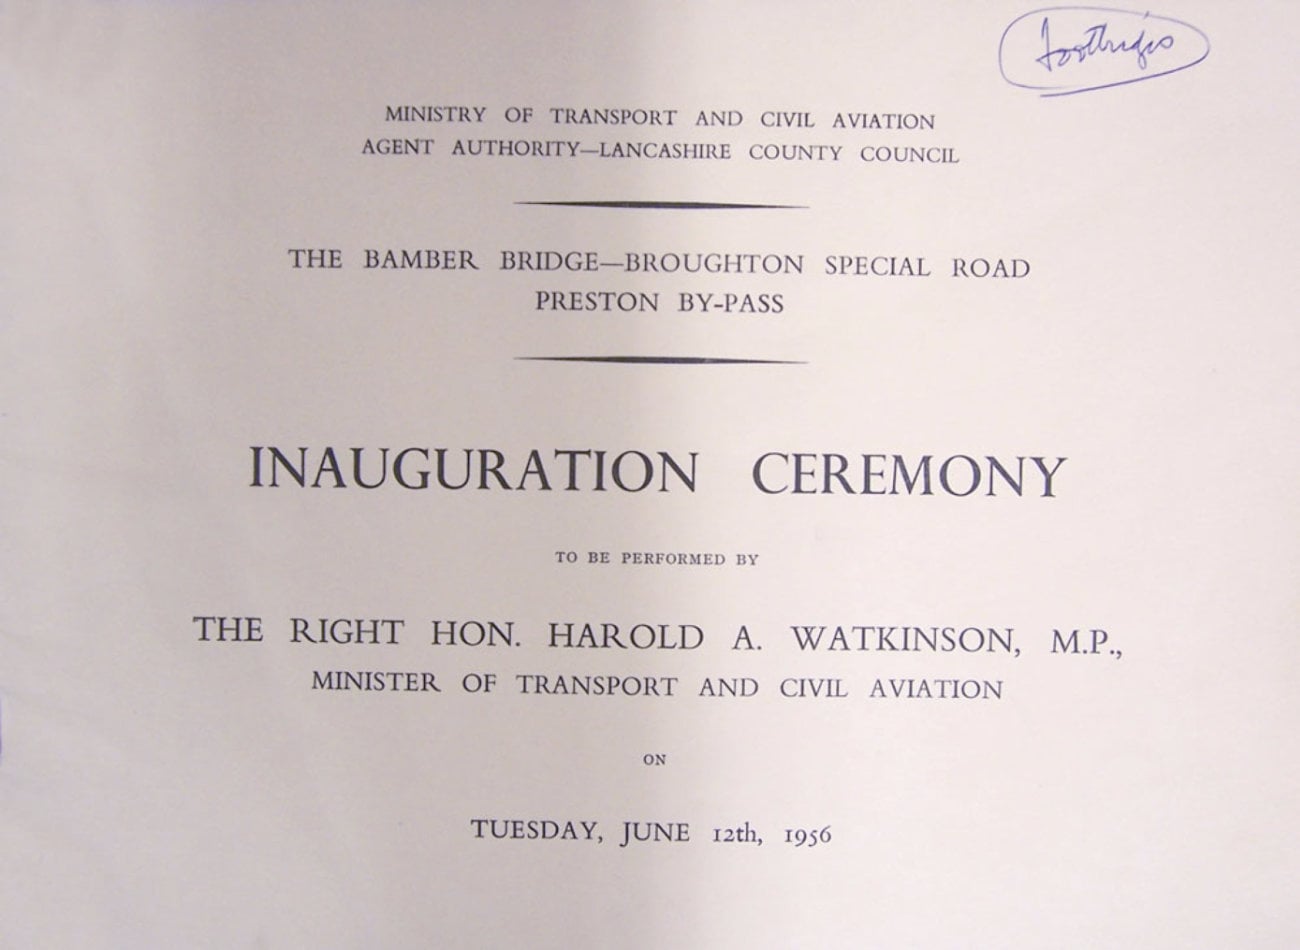 MINISTRY OF TRANSPORT AND CIVIL AVIATION
AGENT AUTHORITY—LANCASHIRE COUNTY COUNCIL
THE BAMBER BRIDGE—BROUGHTON SPECIAL ROAD
PRESTON BY-PASS
INAUGURATION CEREMONY
TO BE PERFORMED BY
THE RIGHT HON. HAROLD A. WATKINSON, M.P.,
MINISTER OF TRANSPORT AND CIVIL AVIATION
ON
TUESDAY, JUNE 12th, 1956